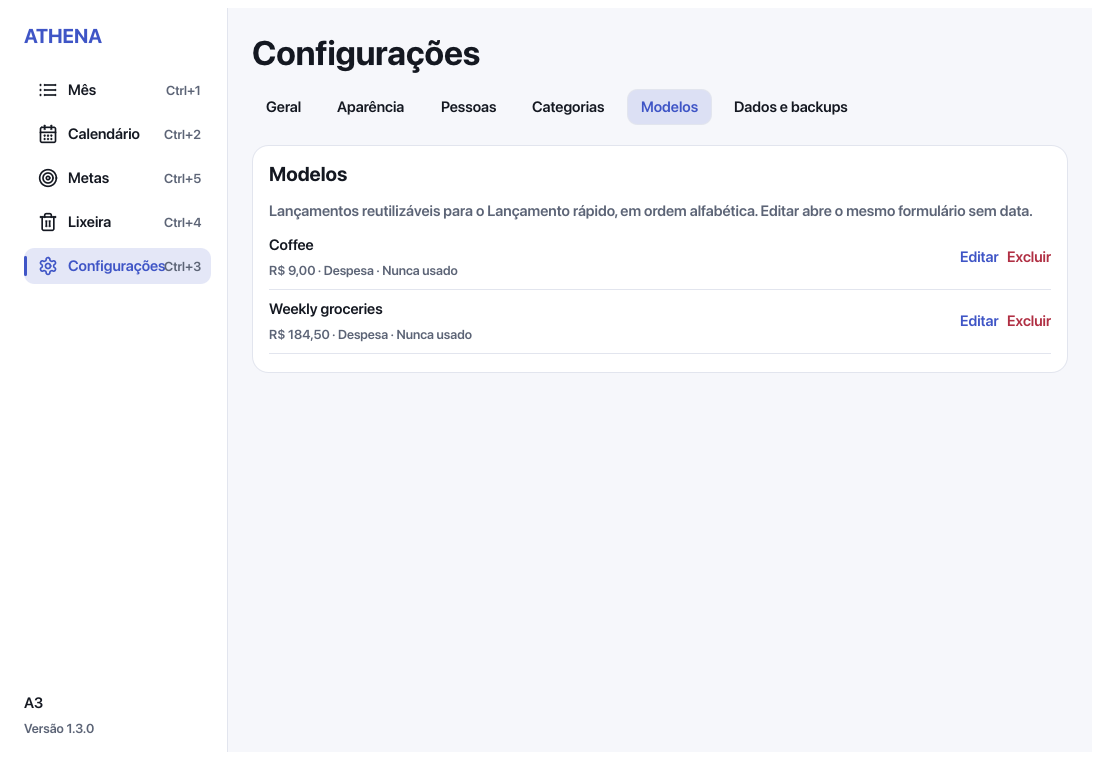 ATHENA
Mês Ctrl+1
Calendário Ctrl+2
Metas Ctrl+5
Lixeira Ctrl+4
Configurações Ctrl+3
A3
Versão 1.3.0
Configurações
Geral Aparência Pessoas Categorias Modelos Dados e backups
Modelos
Lançamentos reutilizáveis para o Lançamento rápido, em ordem alfabética. Editar abre o mesmo formulário sem data.
Coffee
R$ 9,00 · Despesa · Nunca usado
Editar Excluir
Weekly groceries
R$ 184,50 · Despesa · Nunca usado
Editar Excluir